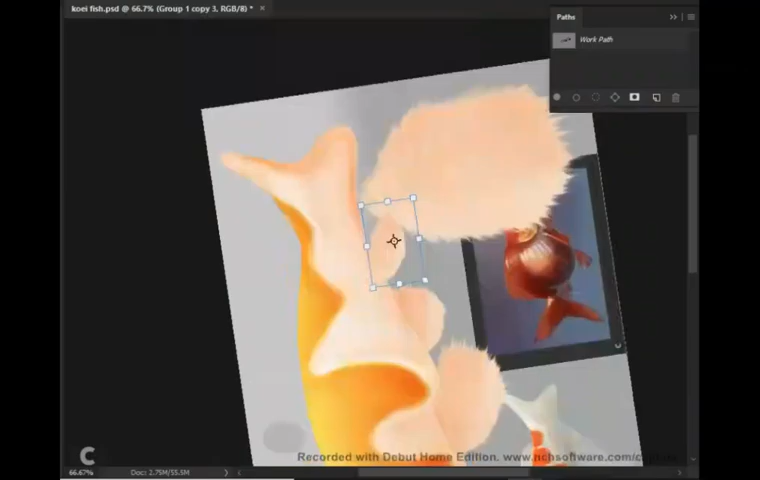 koei fish.psd @ 66.7% (Group 1 copy 3, RGB/8) *
Paths
Work Path
C
Recorded with Debut Home Edition. www.nchsoftware.com/
66.67%
Doc: 2.75M/55.5M